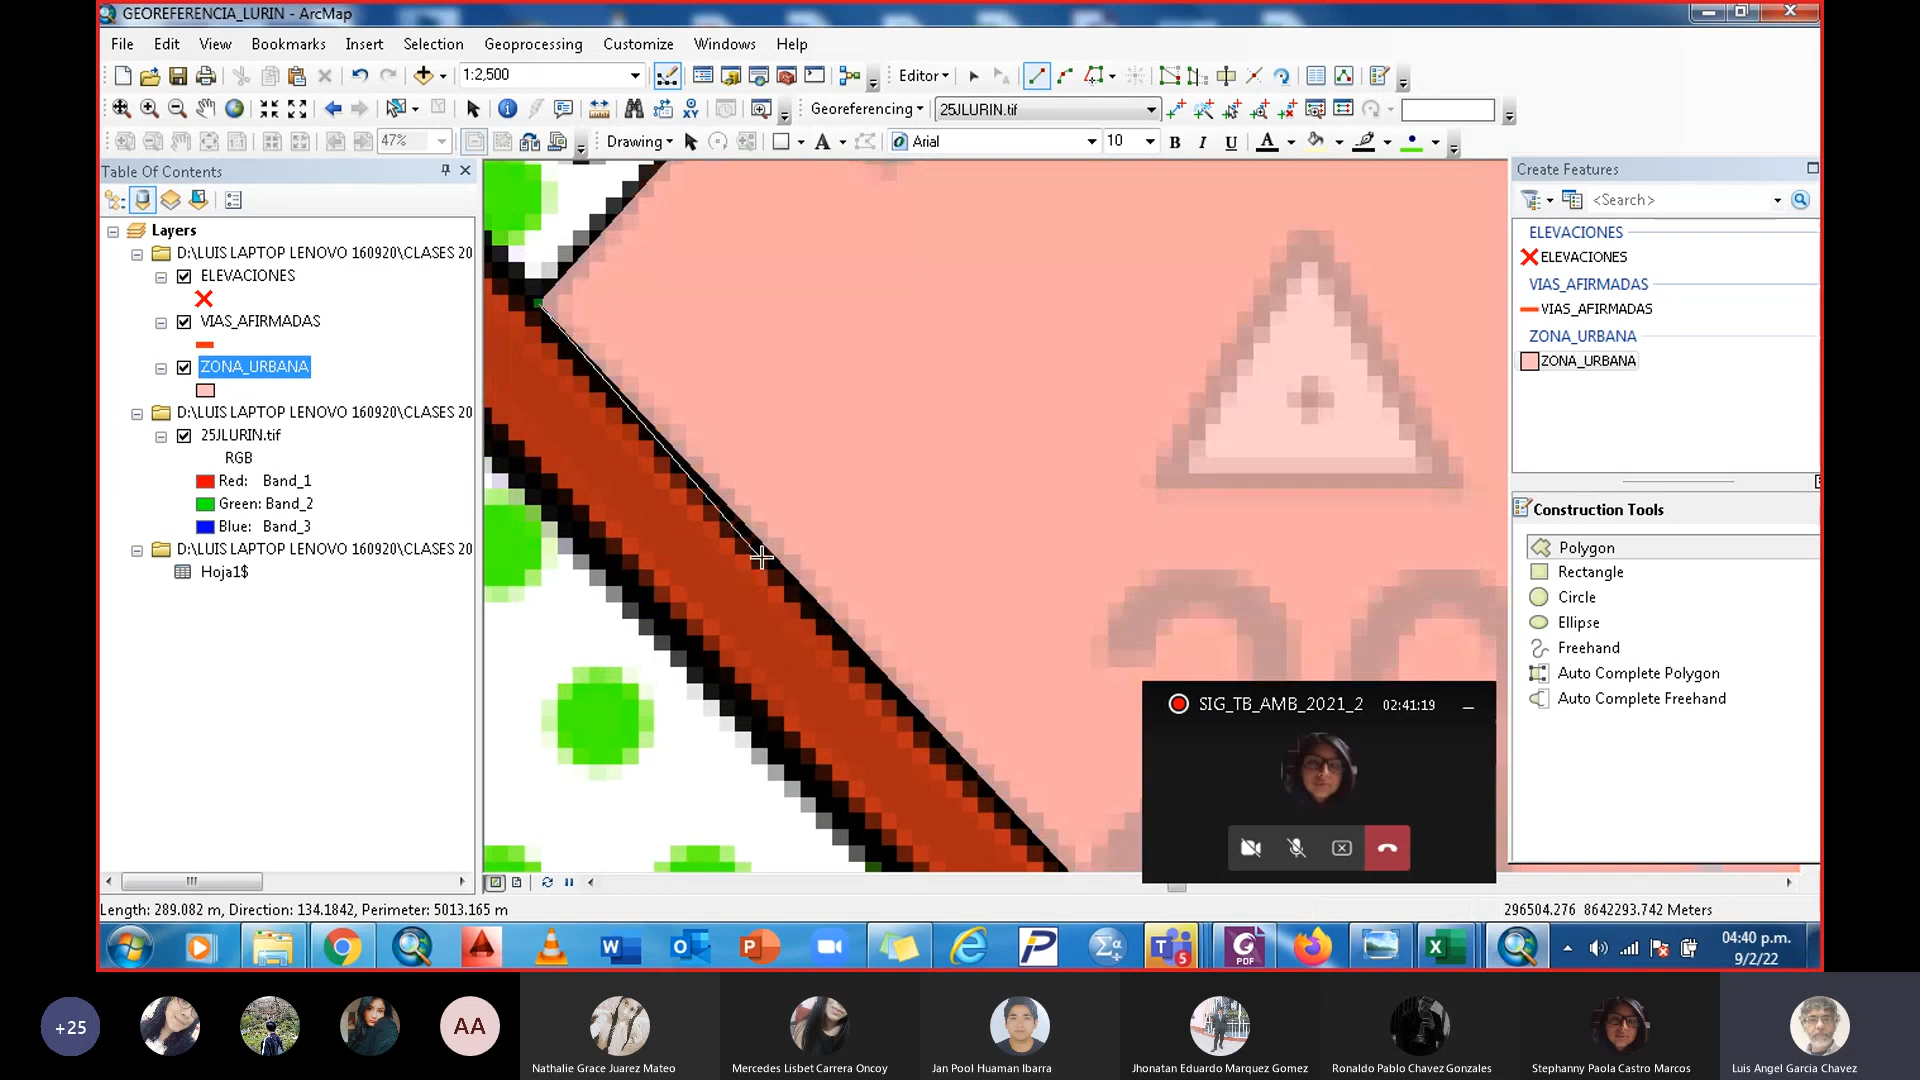 GEOREFERENCIA_LURIN - ArcMap
File Edit View Bookmarks Insert Selection Geoprocessing Customize Windows Help
1:2,500 Editor
Georeferencing 25JLURIN.tif
47% Drawing A Arial 10 B I U A
Table Of Contents
Layers
D:\LUIS LAPTOP LENOVO 160920\CLASES 20
ELEVACIONES
VIAS_AFIRMADAS
ZONA_URBANA
D:\LUIS LAPTOP LENOVO 160920\CLASES 20
25JLURIN.tif
RGB
Red: Band_1
Green: Band_2
Blue: Band_3
D:\LUIS LAPTOP LENOVO 160920\CLASES 20
Hoja1$
Create Features
<Search>
ELEVACIONES
ELEVACIONES
VIAS_AFIRMADAS
VIAS_AFIRMADAS
ZONA_URBANA
ZONA_URBANA
Construction Tools
Polygon
Rectangle
Circle
Ellipse
Freehand
Auto Complete Polygon
Auto Complete Freehand
SIG_TB_AMB_2021_2 02:41:19
Length: 289.082 m, Direction: 134.1842, Perimeter: 5013.165 m
296504.276 8642293.742 Meters
04:40 p.m.
9/2/22
+25
AA
Nathalie Grace Juarez Mateo
Mercedes Lisbet Carrera Oncoy
Jan Pool Huaman Ibarra
Jhonatan Eduardo Marquez Gomez
Ronaldo Pablo Chavez Gonzales
Stephanny Paola Castro Marcos
Luis Angel Garcia Chavez